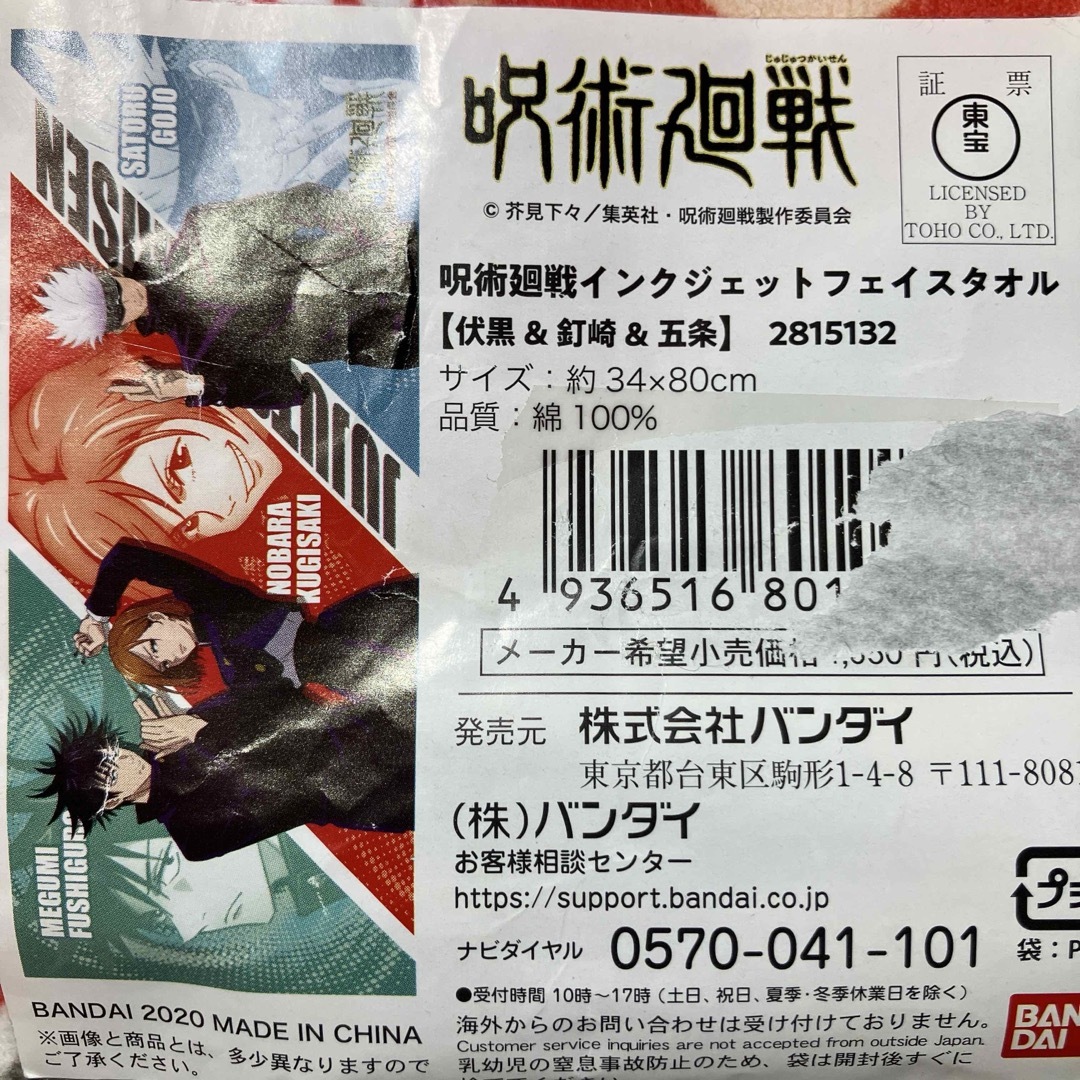 SATORU
GOJO
NOBARA
KUGISAKI
MEGUMI
BANDAI 2020 MADE IN CHINA
※画像と商品とは、多少異なりますので
ご了承ください。
じゅじゅつかいせん
呪術廻戦
© 芥見下々／集英社・呪術廻戦製作委員会
証 票
東宝
LICENSED
BY
TOHO CO., LTD.
呪術廻戦インクジェットフェイスタオル
【伏黒 & 釘崎 & 五条】 2815132
サイズ：約 34×80cm
品質：綿 100%
4 936516 80
メーカー希望小売価格 円(税込)
発売元 株式会社バンダイ
東京都台東区駒形1-4-8 〒111-8081
(株)バンダイ
お客様相談センター
https://support.bandai.co.jp
ナビダイヤル 0570-041-101
●受付時間 10時～17時（土日、祝日、夏季・冬季休業日を除く）
海外からのお問い合わせは受け付けておりません。
Customer service inquiries are not accepted from outside Japan.
乳幼児の窒息事故防止のため、袋は開封後すぐに
プ
袋：P
BAN
DAI